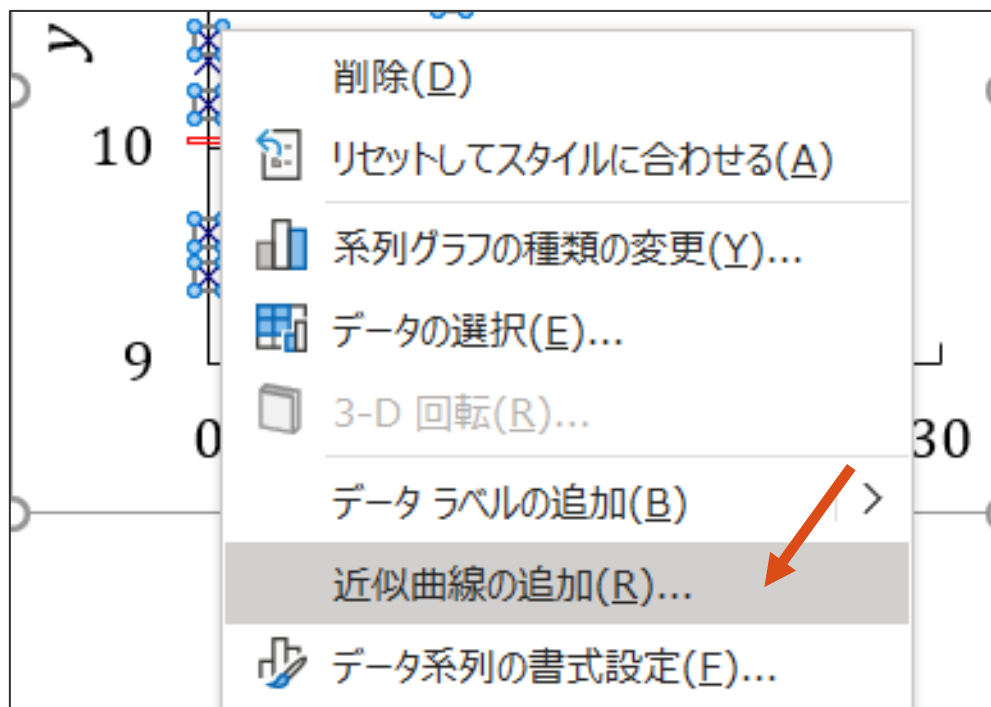 y
削除(D)
10
リセットしてスタイルに合わせる(A)
系列グラフの種類の変更(Y)...
データの選択(E)...
9
3-D 回転(R)...
0
30
データ ラベルの追加(B)
近似曲線の追加(R)...
データ系列の書式設定(F)...